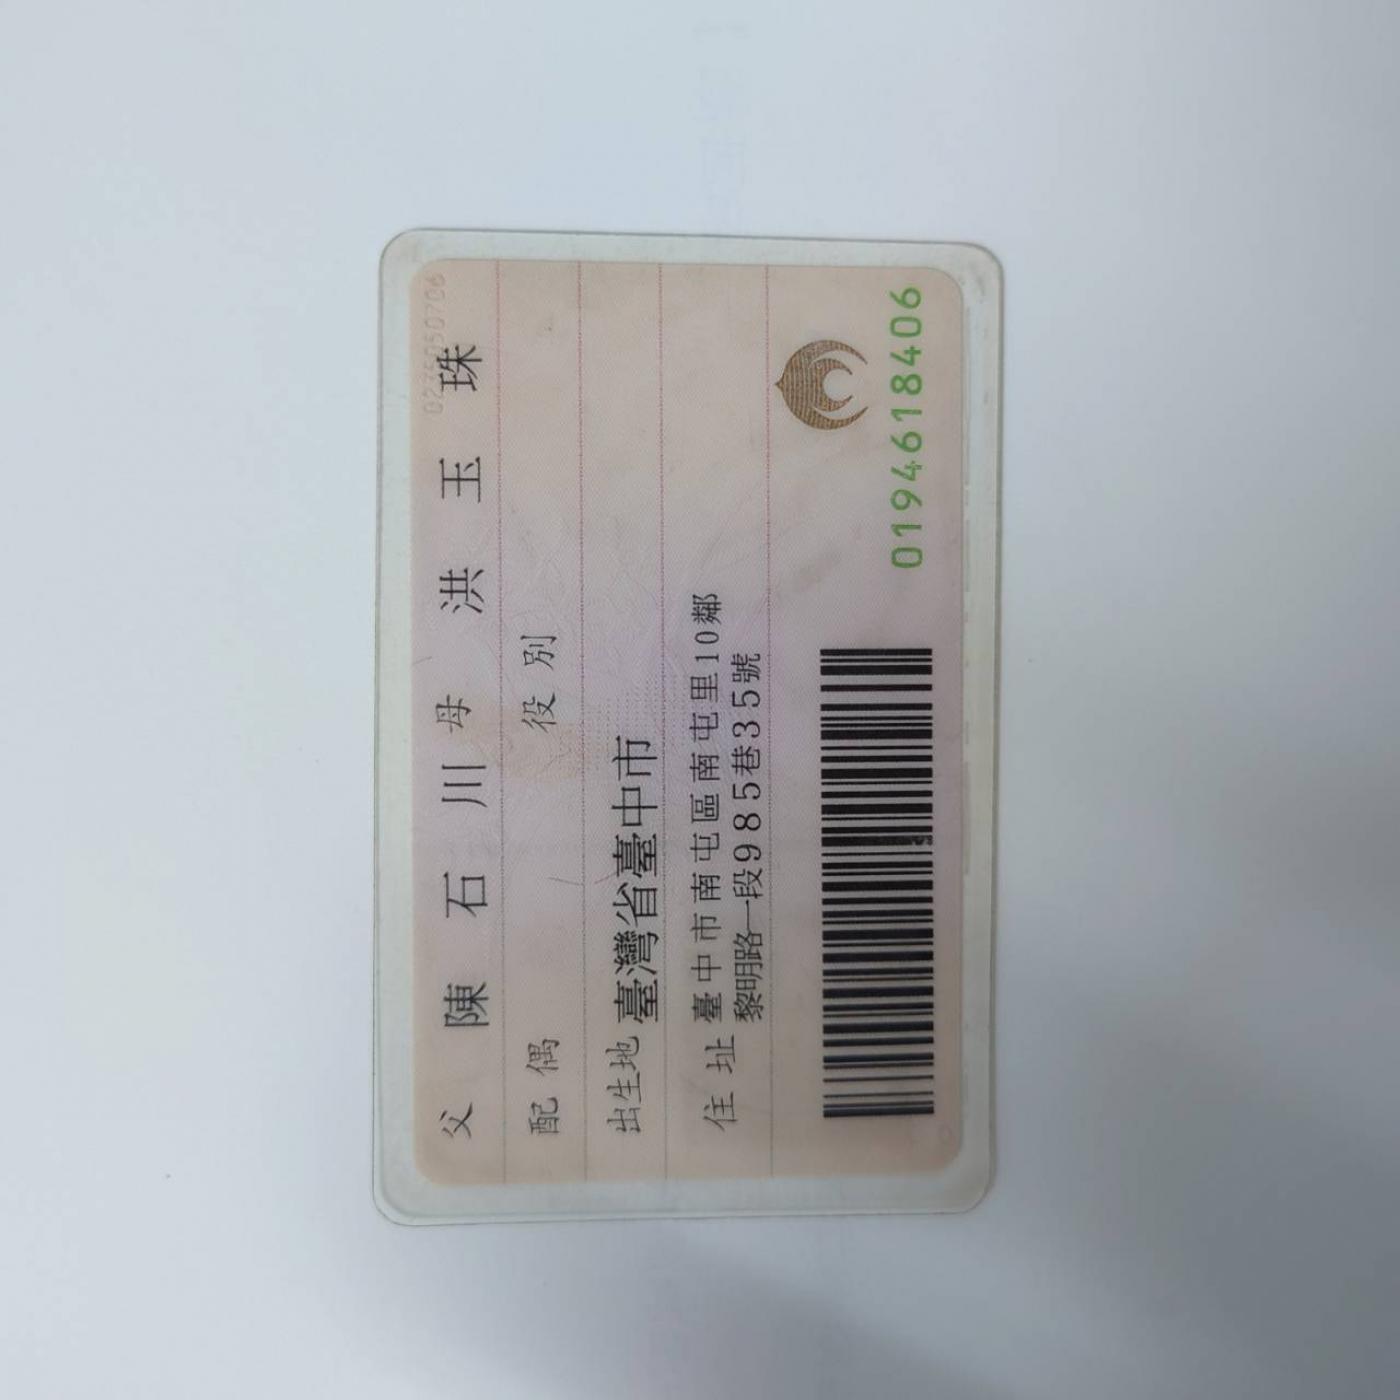 父 陳石川 母 洪玉珠
配偶 役別
出生地 臺灣省臺中市
住址 臺中市南屯區南屯里10鄰
黎明路一段985巷35號
0194618406